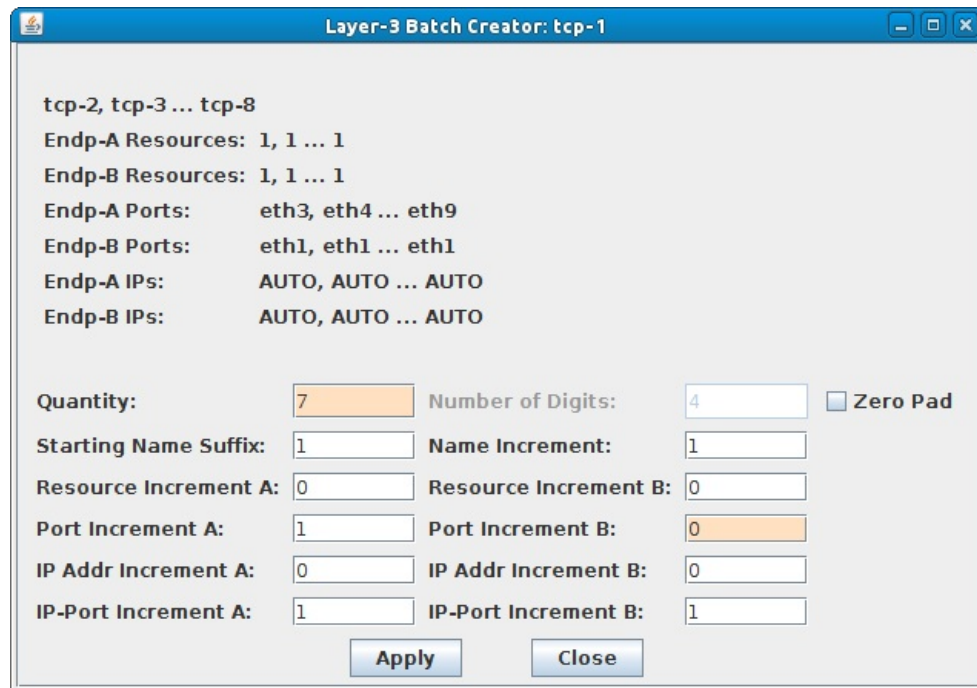 Layer-3 Batch Creator: tcp-1
tcp-2, tcp-3 ... tcp-8
Endp-A Resources: 1, 1 ... 1
Endp-B Resources: 1, 1 ... 1
Endp-A Ports: eth3, eth4 ... eth9
Endp-B Ports: eth1, eth1 ... eth1
Endp-A IPs: AUTO, AUTO ... AUTO
Endp-B IPs: AUTO, AUTO ... AUTO
Quantity: 7 Number of Digits: 4 Zero Pad
Starting Name Suffix: 1 Name Increment: 1
Resource Increment A: 0 Resource Increment B: 0
Port Increment A: 1 Port Increment B: 0
IP Addr Increment A: 0 IP Addr Increment B: 0
IP-Port Increment A: 1 IP-Port Increment B: 1
Apply Close